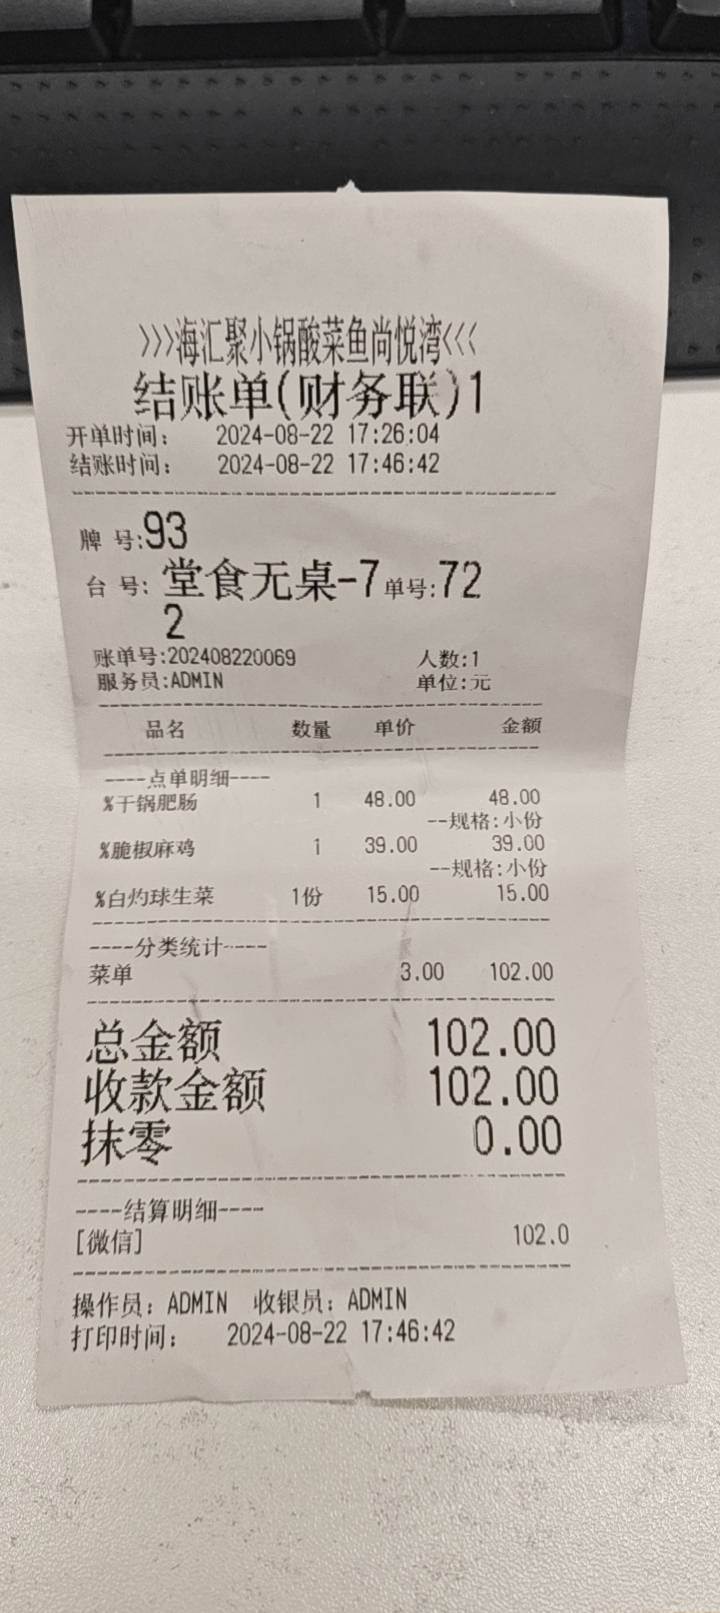 >>>海汇聚小锅酸菜鱼尚悦湾<<<
结账单(财务联)1
开单时间: 2024-08-22 17:26:04
结账时间: 2024-08-22 17:46:42
牌 号:93
台 号: 堂食无桌-7 单号:72
2
账单号:202408220069 人数:1
服务员:ADMIN 单位:元
品名 数量 单价 金额
----点单明细----
%干锅肥肠 1 48.00 48.00
--规格:小份
%脆椒麻鸡 1 39.00 39.00
--规格:小份
%白灼球生菜 1份 15.00 15.00
----分类统计----
菜单 3.00 102.00
总金额 102.00
收款金额 102.00
抹零 0.00
----结算明细----
[微信] 102.0
操作员: ADMIN 收银员: ADMIN
打印时间: 2024-08-22 17:46:42